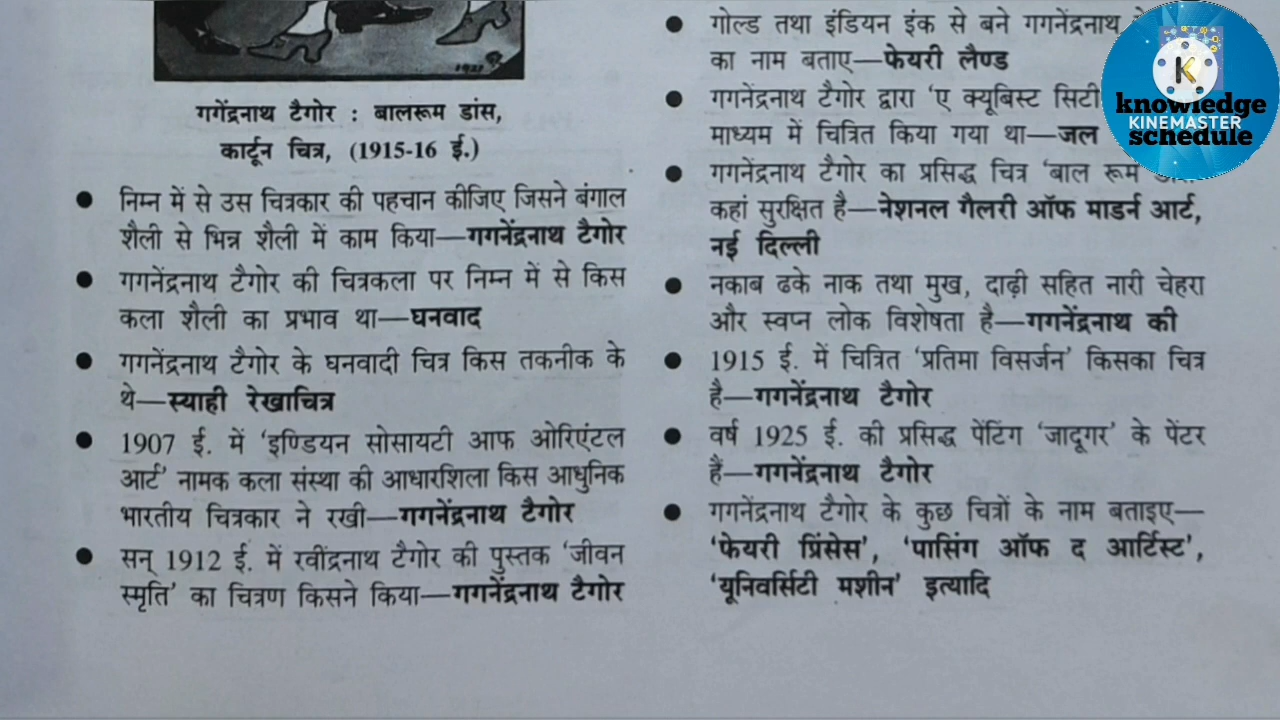 1921
गगेंद्रनाथ टैगोर : बालरूम डांस,
कार्टून चित्र, (1915-16 ई.)
● निम्न में से उस चित्रकार की पहचान कीजिए जिसने बंगाल
शैली से भिन्न शैली में काम किया—गगनेंद्रनाथ टैगोर
● गगनेंद्रनाथ टैगोर की चित्रकला पर निम्न में से किस
कला शैली का प्रभाव था—घनवाद
● गगनेंद्रनाथ टैगोर के घनवादी चित्र किस तकनीक के
थे—स्याही रेखाचित्र
● 1907 ई. में ‘इण्डियन सोसायटी आफ ओरिएंटल
आर्ट’ नामक कला संस्था की आधारशिला किस आधुनिक
भारतीय चित्रकार ने रखी—गगनेंद्रनाथ टैगोर
● सन् 1912 ई. में रवींद्रनाथ टैगोर की पुस्तक ‘जीवन
स्मृति’ का चित्रण किसने किया—गगनेंद्रनाथ टैगोर
● गोल्ड तथा इंडियन इंक से बने गगनेंद्रनाथ
का नाम बताए—फेयरी लैण्ड
● गगनेंद्रनाथ टैगोर द्वारा ‘ए क्यूबिस्ट सिटी
माध्यम में चित्रित किया गया था—जल
● गगनेंद्रनाथ टैगोर का प्रसिद्ध चित्र ‘बाल रूम
कहां सुरक्षित है—नेशनल गैलरी ऑफ माडर्न आर्ट,
नई दिल्ली
● नकाब ढके नाक तथा मुख, दाढ़ी सहित नारी चेहरा
और स्वप्न लोक विशेषता है—गगनेंद्रनाथ की
● 1915 ई. में चित्रित ‘प्रतिमा विसर्जन’ किसका चित्र
है—गगनेंद्रनाथ टैगोर
● वर्ष 1925 ई. की प्रसिद्ध पेंटिंग ‘जादूगर’ के पेंटर
हैं—गगनेंद्रनाथ टैगोर
● गगनेंद्रनाथ टैगोर के कुछ चित्रों के नाम बताइए—
‘फेयरी प्रिंसेस’, ‘पासिंग ऑफ द आर्टिस्ट’,
‘यूनिवर्सिटी मशीन’ इत्यादि
K
knowledge
KINEMASTER
schedule